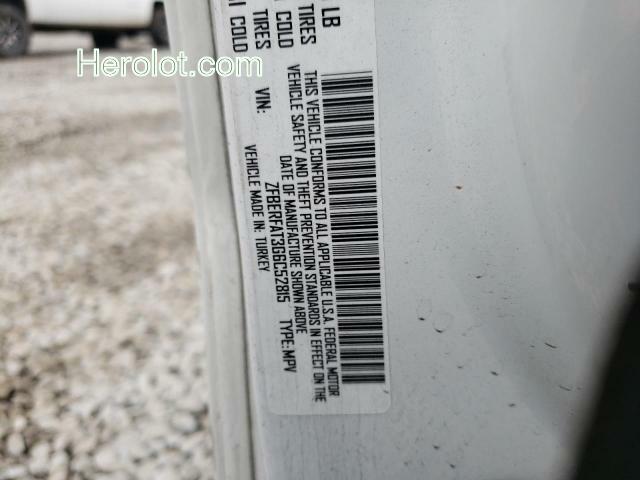 Herolot.com
LB
TIRES
COLD
TIRES
COLD
THIS VEHICLE CONFORMS TO ALL APPLICABLE U.S.A. FEDERAL MOTOR
VEHICLE SAFETY AND THEFT PREVENTION STANDARDS IN EFFECT ON THE
DATE OF MANUFACTURE SHOWN ABOVE
VIN: ZFBERFAT3G6C52815 TYPE: MPV
VEHICLE MADE IN: TURKEY